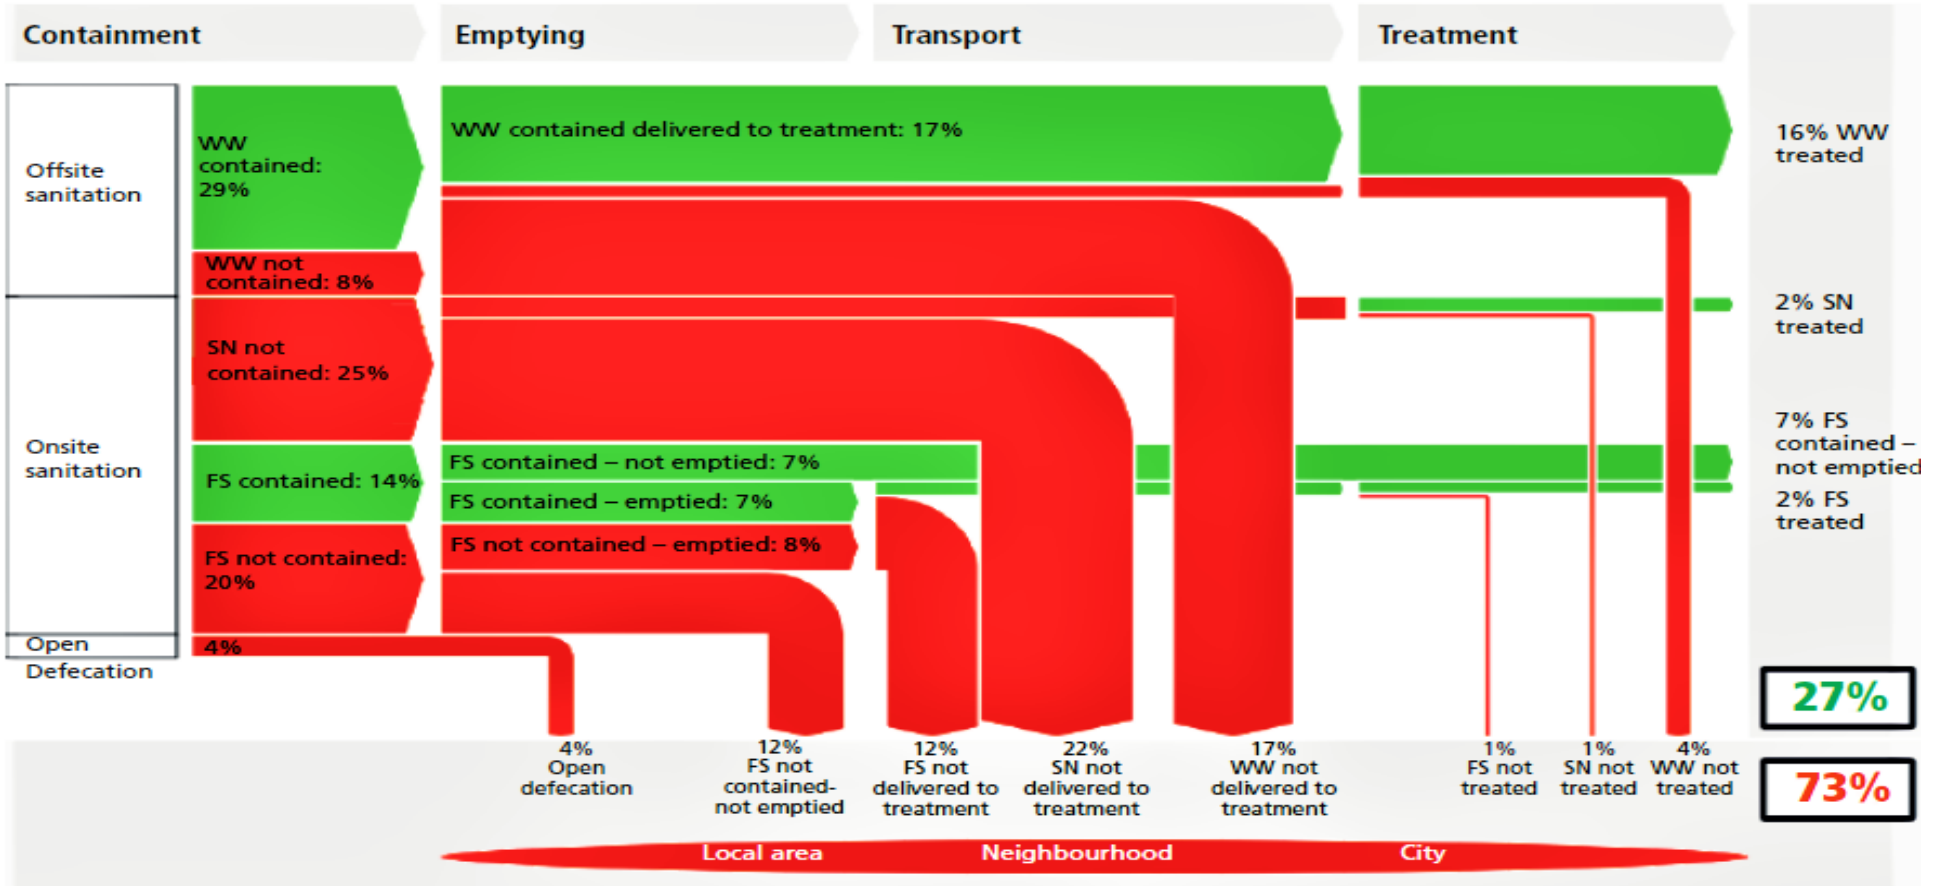 Containment
Emptying
Transport
Treatment
Offsite
sanitation
WW
contained:
29%
WW contained delivered to treatment: 17%
16% WW
treated
WW not
contained: 8%
SN not
contained: 25%
2% SN
treated
Onsite
sanitation
FS contained: 14%
FS contained – not emptied: 7%
FS contained – emptied: 7%
7% FS
contained –
not emptied
2% FS
treated
FS not contained:
20%
FS not contained – emptied: 8%
Open
Defecation
4%
27%
4%
Open
defecation
12%
FS not
contained-
not emptied
12%
FS not
delivered to
treatment
22%
SN not
delivered to
treatment
17%
WW not
delivered to
treatment
1%
FS not
treated
1%
SN not
treated
4%
WW not
treated
73%
Local area
Neighbourhood
City